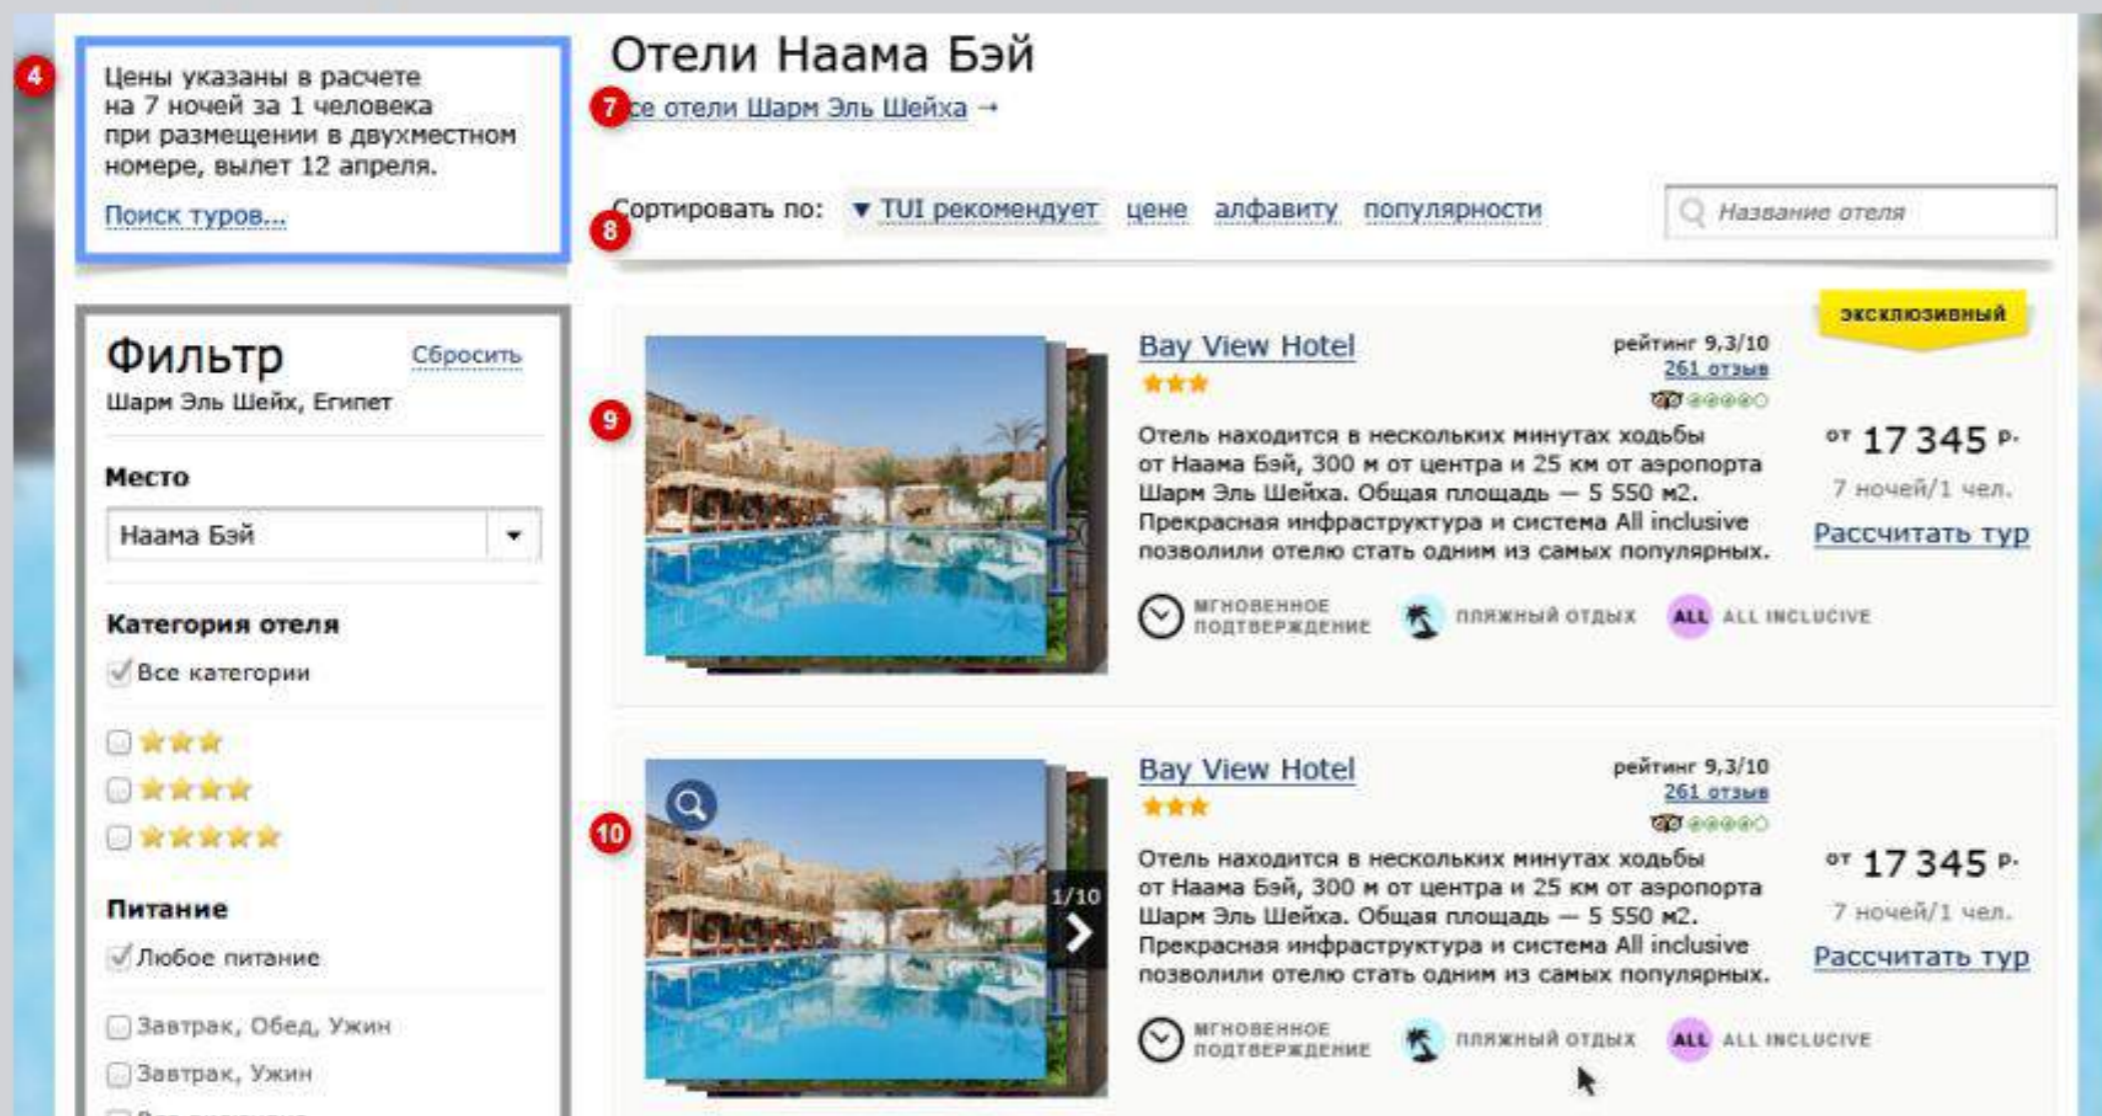 4
Цены указаны в расчете
на 7 ночей за 1 человека
при размещении в двухместном
номере, вылет 12 апреля.
Поиск туров...
Фильтр
Сбросить
Шарм Эль Шейх, Египет
Место
Наама Бэй
Категория отеля
Все категории
Питание
Любое питание
Завтрак, Обед, Ужин
Завтрак, Ужин
Отели Наама Бэй
7
се отели Шарм Эль Шейха →
8
Сортировать по: ▼ TUI рекомендует цене алфавиту популярности
Название отеля
9
Bay View Hotel
рейтинг 9,3/10
261 отзыв
Отель находится в нескольких минутах ходьбы
от Наама Бэй, 300 м от центра и 25 км от аэропорта
Шарм Эль Шейха. Общая площадь — 5 550 м2.
Прекрасная инфраструктура и система All inclusive
позволили отелю стать одним из самых популярных.
МГНОВЕННОЕ
ПОДТВЕРЖДЕНИЕ
ПЛЯЖНЫЙ ОТДЫХ
ALL ALL INCLUCIVE
ЭКСКЛЮЗИВНЫЙ
от 17 345 р.
7 ночей/1 чел.
Рассчитать тур
10
1/10
Bay View Hotel
рейтинг 9,3/10
261 отзыв
Отель находится в нескольких минутах ходьбы
от Наама Бэй, 300 м от центра и 25 км от аэропорта
Шарм Эль Шейха. Общая площадь — 5 550 м2.
Прекрасная инфраструктура и система All inclusive
позволили отелю стать одним из самых популярных.
МГНОВЕННОЕ
ПОДТВЕРЖДЕНИЕ
ПЛЯЖНЫЙ ОТДЫХ
ALL ALL INCLUCIVE
от 17 345 р.
7 ночей/1 чел.
Рассчитать тур